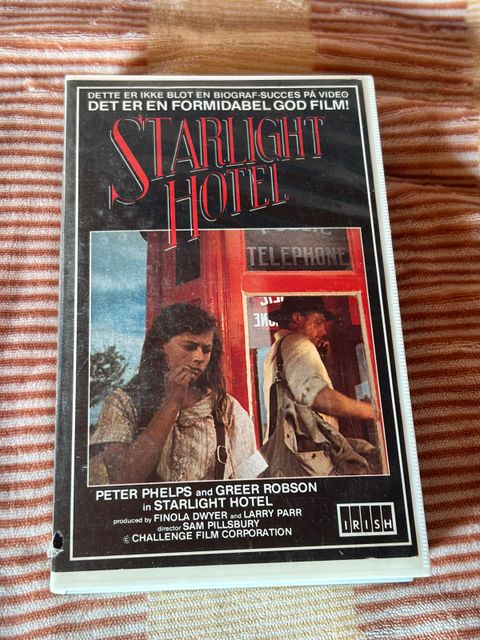 DETTE ER IKKE BLOT EN BIOGRAF-SUCCES PÅ VIDEO
DET ER EN FORMIDABEL GOD FILM!
STARLIGHT
HOTEL
PUBLIC
TELEPHONE
PETER PHELPS and GREER ROBSON
in STARLIGHT HOTEL
produced by FINOLA DWYER and LARRY PARR
director SAM PILLSBURY
© CHALLENGE FILM CORPORATION
IRISH